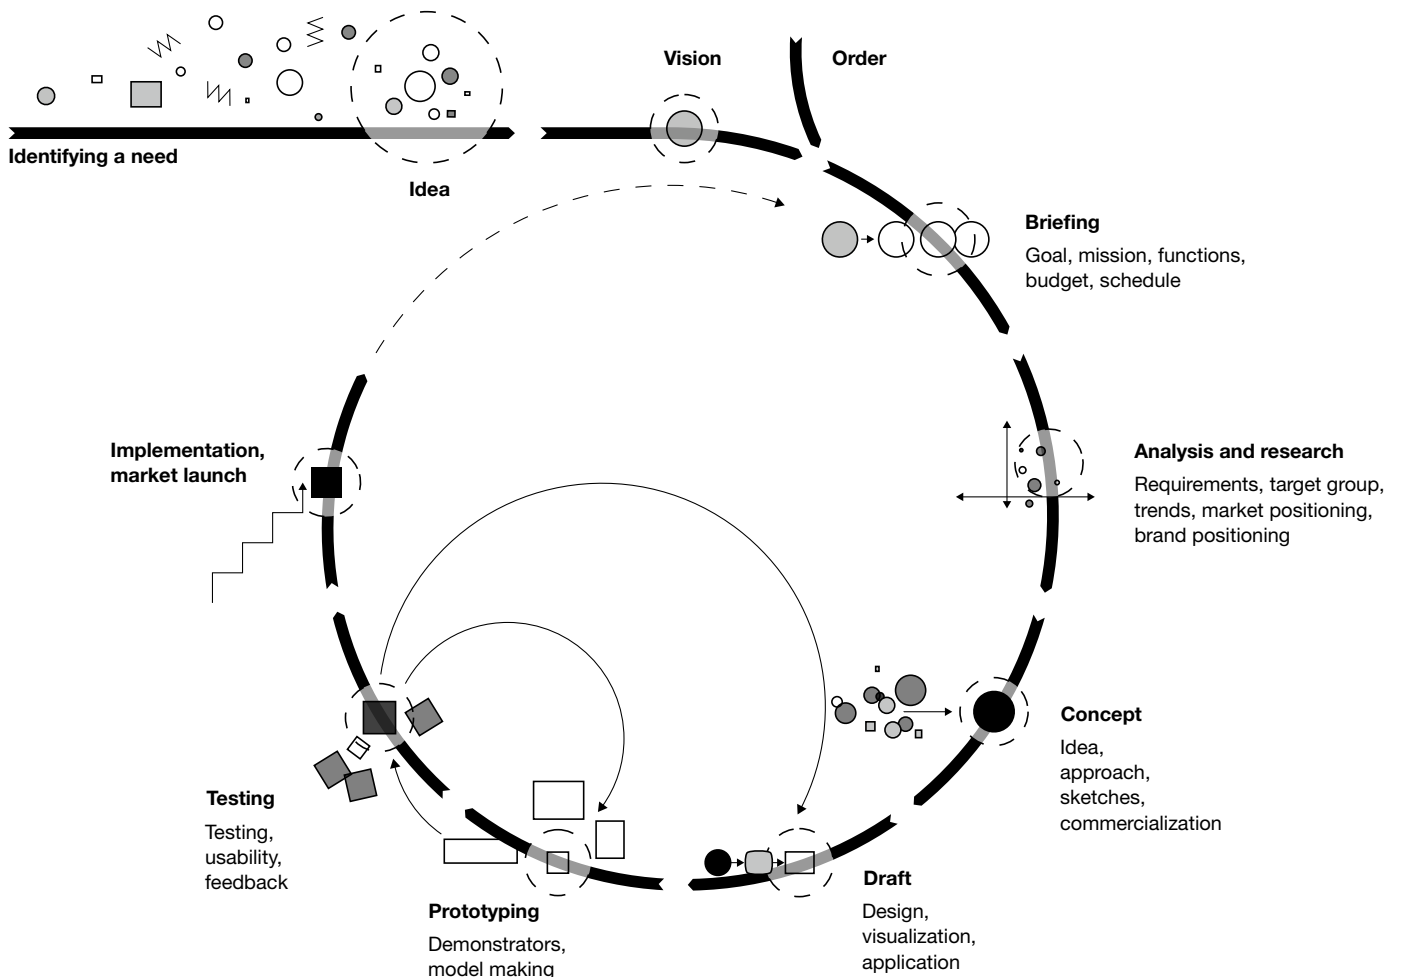 Vision
Order
Identifying a need
Idea
Briefing
Goal, mission, functions,
budget, schedule
Implementation,
market launch
Analysis and research
Requirements, target group,
trends, market positioning,
brand positioning
Concept
Idea,
approach,
sketches,
commercialization
Testing
Testing,
usability,
feedback
Draft
Design,
visualization,
application
Prototyping
Demonstrators,
model making